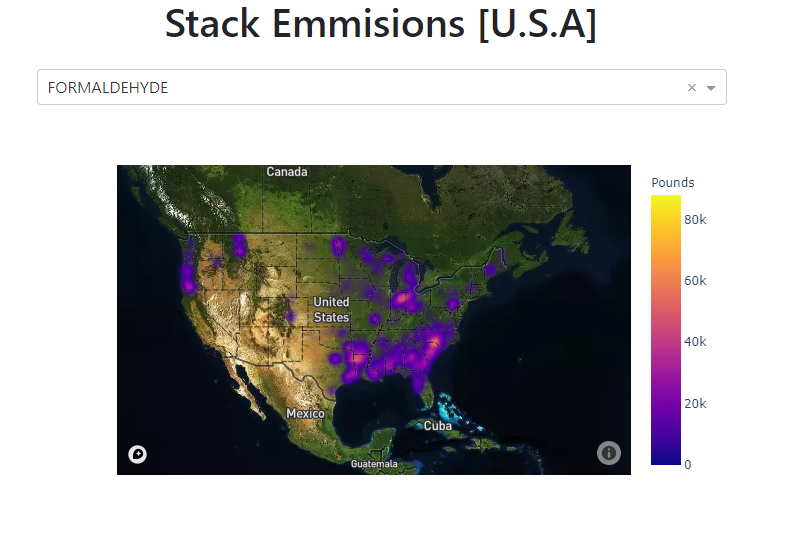 Stack Emmisions [U.S.A]
FORMALDEHYDE
Canada
United
States
Mexico
Cuba
Guatemala
Pounds
80k
60k
40k
20k
0